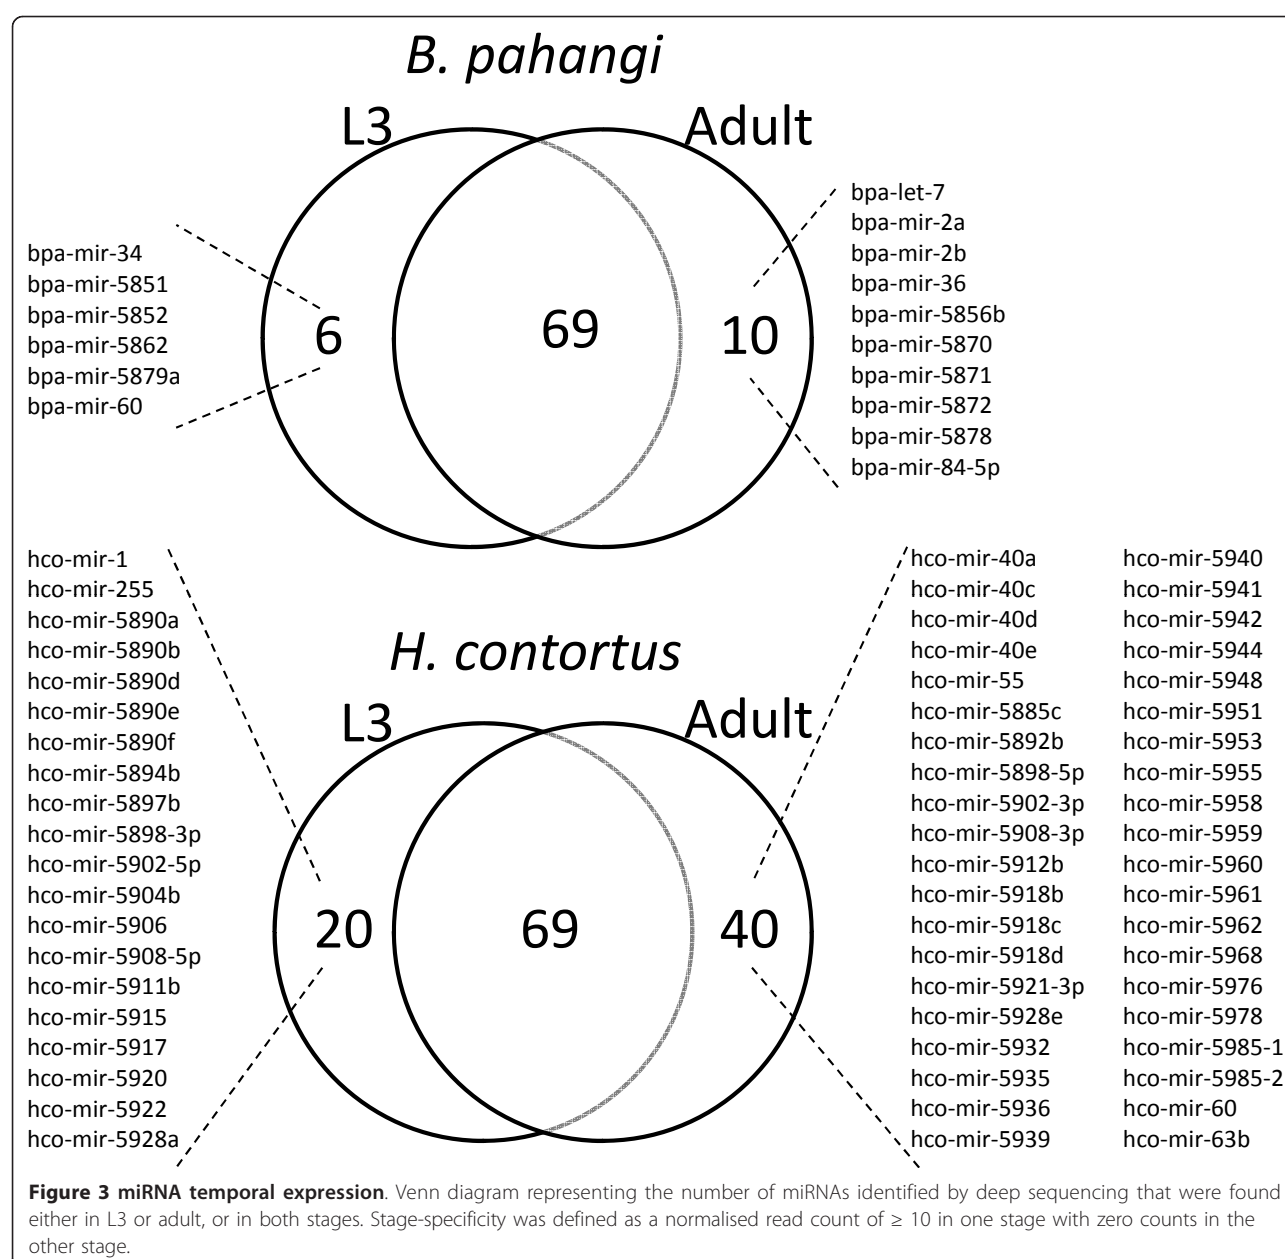 B. pahangi
L3
Adult
bpa-mir-34
bpa-mir-5851
bpa-mir-5852
bpa-mir-5862
bpa-mir-5879a
bpa-mir-60
6
69
10
bpa-let-7
bpa-mir-2a
bpa-mir-2b
bpa-mir-36
bpa-mir-5856b
bpa-mir-5870
bpa-mir-5871
bpa-mir-5872
bpa-mir-5878
bpa-mir-84-5p
H. contortus
L3
Adult
hco-mir-1
hco-mir-255
hco-mir-5890a
hco-mir-5890b
hco-mir-5890d
hco-mir-5890e
hco-mir-5890f
hco-mir-5894b
hco-mir-5897b
hco-mir-5898-3p
hco-mir-5902-5p
hco-mir-5904b
hco-mir-5906
hco-mir-5908-5p
hco-mir-5911b
hco-mir-5915
hco-mir-5917
hco-mir-5920
hco-mir-5922
hco-mir-5928a
20
69
40
hco-mir-40a
hco-mir-40c
hco-mir-40d
hco-mir-40e
hco-mir-55
hco-mir-5885c
hco-mir-5892b
hco-mir-5898-5p
hco-mir-5902-3p
hco-mir-5908-3p
hco-mir-5912b
hco-mir-5918b
hco-mir-5918c
hco-mir-5918d
hco-mir-5921-3p
hco-mir-5928e
hco-mir-5932
hco-mir-5935
hco-mir-5936
hco-mir-5939
hco-mir-5940
hco-mir-5941
hco-mir-5942
hco-mir-5944
hco-mir-5948
hco-mir-5951
hco-mir-5953
hco-mir-5955
hco-mir-5958
hco-mir-5959
hco-mir-5960
hco-mir-5961
hco-mir-5962
hco-mir-5968
hco-mir-5976
hco-mir-5978
hco-mir-5985-1
hco-mir-5985-2
hco-mir-60
hco-mir-63b
Figure 3 miRNA temporal expression. Venn diagram representing the number of miRNAs identified by deep sequencing that were found
either in L3 or adult, or in both stages. Stage-specificity was defined as a normalised read count of ≥ 10 in one stage with zero counts in the
other stage.